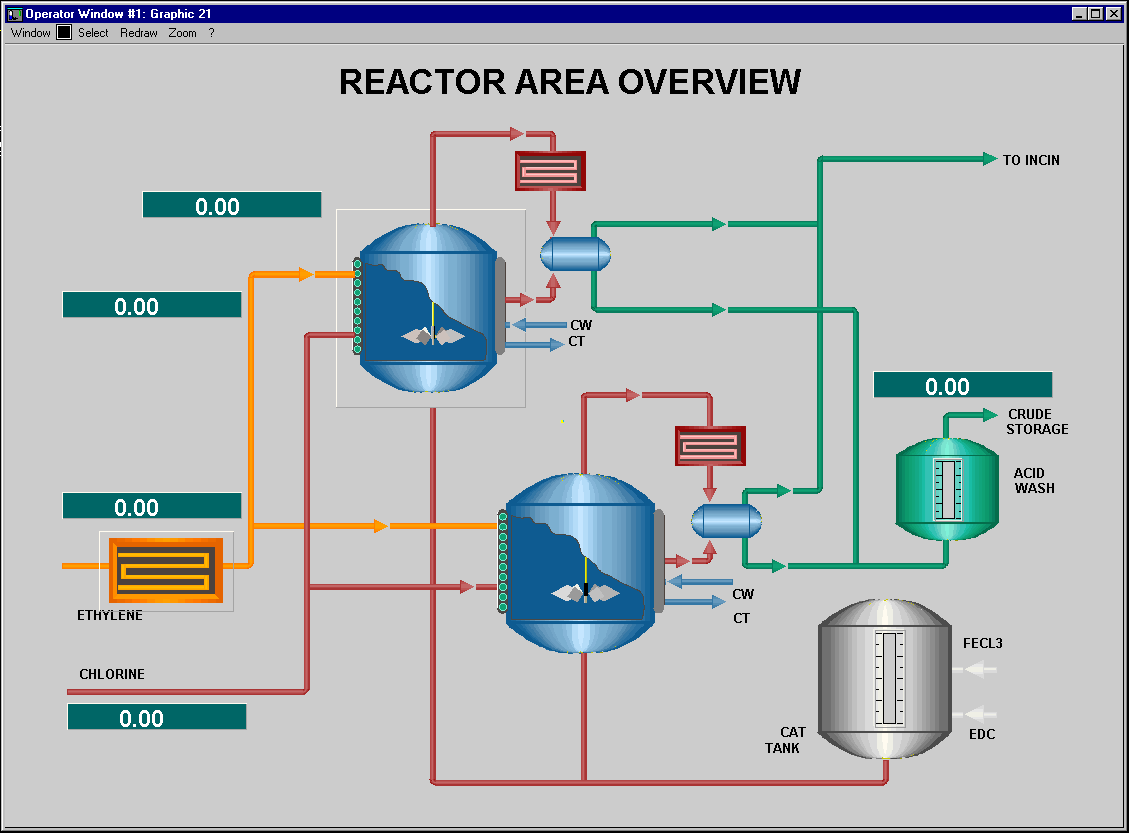 Operator Window #1: Graphic 21
Window Select Redraw Zoom ?
REACTOR AREA OVERVIEW
TO INCIN
0.00
0.00
CW
CT
0.00
CRUDE
STORAGE
ACID
WASH
0.00
ETHYLENE
CW
CT
FECL3
CHLORINE
0.00
CAT
TANK
EDC